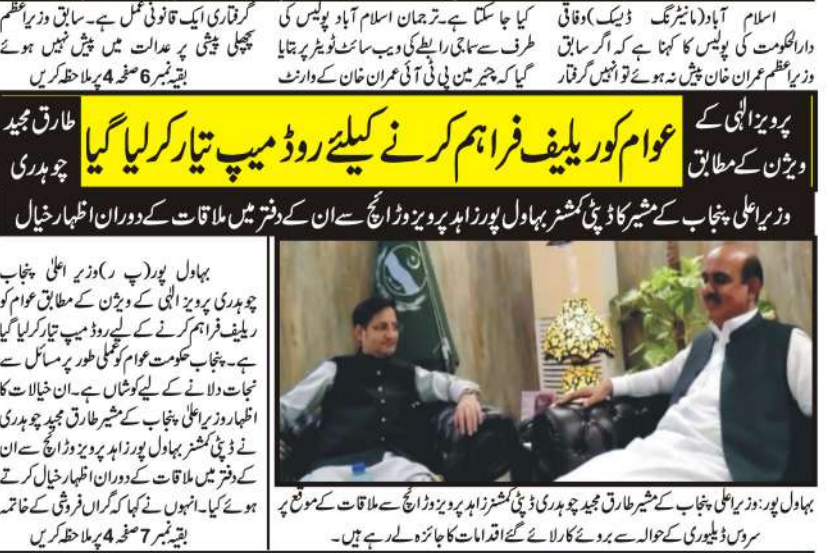 اسلام آباد(مانیٹرنگ ڈیسک)وفاقی
دارالحکومت کی پولیس کا کہنا ہے کہ اگر سابق
وزیراعظم عمران خان پیش نہ ہوئے تو انہیں گرفتار
کیا جا سکتا ہے۔ترجمان اسلام آباد پولیس کی
طرف سے سماجی رابطے کی ویب سائٹ ٹویٹر پر بتایا
گیا کہ چیئر مین پی ٹی آئی عمران خان کے وارنٹ
گرفتاری ایک قانونی عمل ہے۔سابق وزیراعظم
پچھلی پیشی پر عدالت میں پیش نہیں ہوئے
بقیہ نمبر 6 صفحہ 4 پر ملاحظہ کریں
پرویز الٰہی کے
ویژن کے مطابق
عوام کو ریلیف فراہم کرنے کیلئے روڈ میپ تیار کر لیا گیا
طارق مجید
چوہدری
وزیراعلی پنجاب کے مشیر کا ڈپٹی کمشنر بہاول پور زاہد پرویز وڑائچ سے ان کے دفتر میں ملاقات کے دوران اظہار خیال
بہاول پور(پ ر)وزیر اعلیٰ پنجاب
چوہدری پرویز الٰہی کے ویژن کے مطابق عوام کو
ریلیف فراہم کرنے کے لیے روڈ میپ تیار کر لیا گیا
ہے۔پنجاب حکومت عوام کو عملی طور پر مسائل سے
نجات دلانے کے لیے کوشاں ہے۔ان خیالات کا
اظہار وزیراعلیٰ پنجاب کے مشیر طارق مجید چوہدری
نے ڈپٹی کمشنر بہاول پور زاہد پرویز وڑائچ سے ان
کے دفتر میں ملاقات کے دوران اظہار خیال کرتے
ہوئے کیا۔انہوں نے کہا کہ گراں فروشی کے خاتمہ
بقیہ نمبر 7 صفحہ 4 پر ملاحظہ کریں
بہاول پور:وزیراعلی پنجاب کے مشیر طارق مجید چوہدری ڈپٹی کمشنر زاہد پرویز وڑائچ سے ملاقات کے موقع پر
سروس ڈیلیوری کے حوالہ سے بروئے کار لائے گئے اقدامات کا جائزہ لے رہے ہیں۔